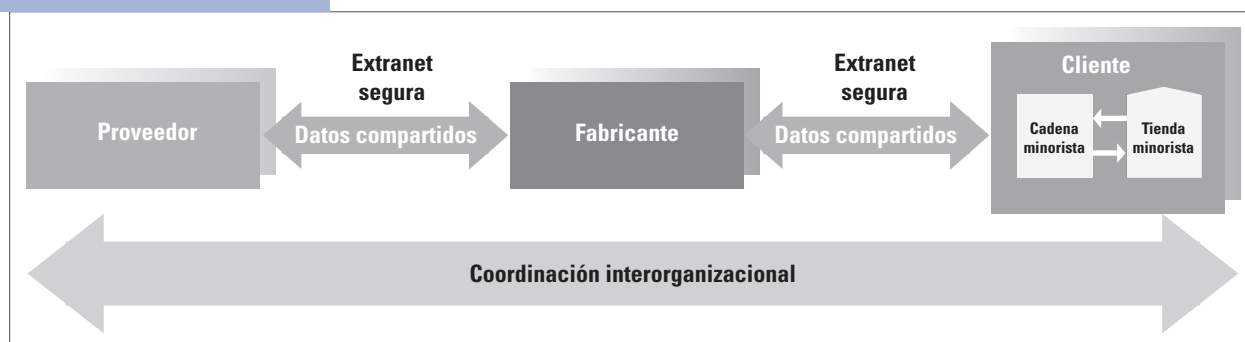 Proveedor
Extranet
segura
Datos compartidos
Fabricante
Extranet
segura
Datos compartidos
Cliente
Cadena
minorista
Tienda
minorista
Coordinación interorganizacional